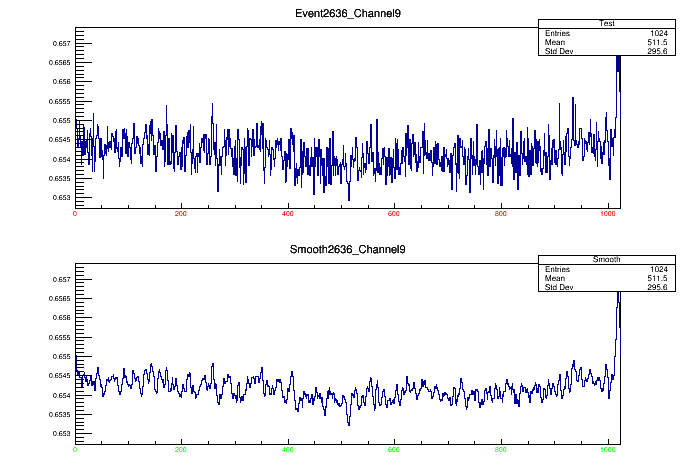 Event2636_Channel9
Test
Entries 1024
Mean 511.5
Std Dev 295.6
0.657
0.6565
0.656
0.6555
0.655
0.6545
0.654
0.6535
0.653
0 200 400 600 800 1000
Smooth2636_Channel9
Smooth
Entries 1024
Mean 511.5
Std Dev 295.6
0.657
0.6565
0.656
0.6555
0.655
0.6545
0.654
0.6535
0.653
0 200 400 600 800 1000